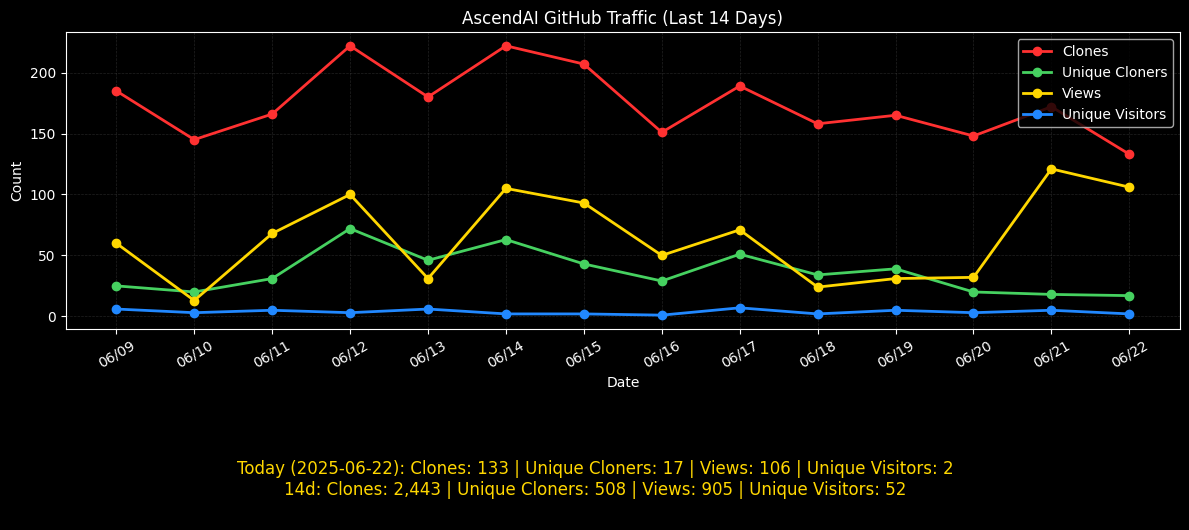 AscendAI GitHub Traffic (Last 14 Days)
Clones
Unique Cloners
Views
Unique Visitors
Count
200
150
100
50
0
06/09 06/10 06/11 06/12 06/13 06/14 06/15 06/16 06/17 06/18 06/19 06/20 06/21 06/22
Date
Today (2025-06-22): Clones: 133 | Unique Cloners: 17 | Views: 106 | Unique Visitors: 2
14d: Clones: 2,443 | Unique Cloners: 508 | Views: 905 | Unique Visitors: 52